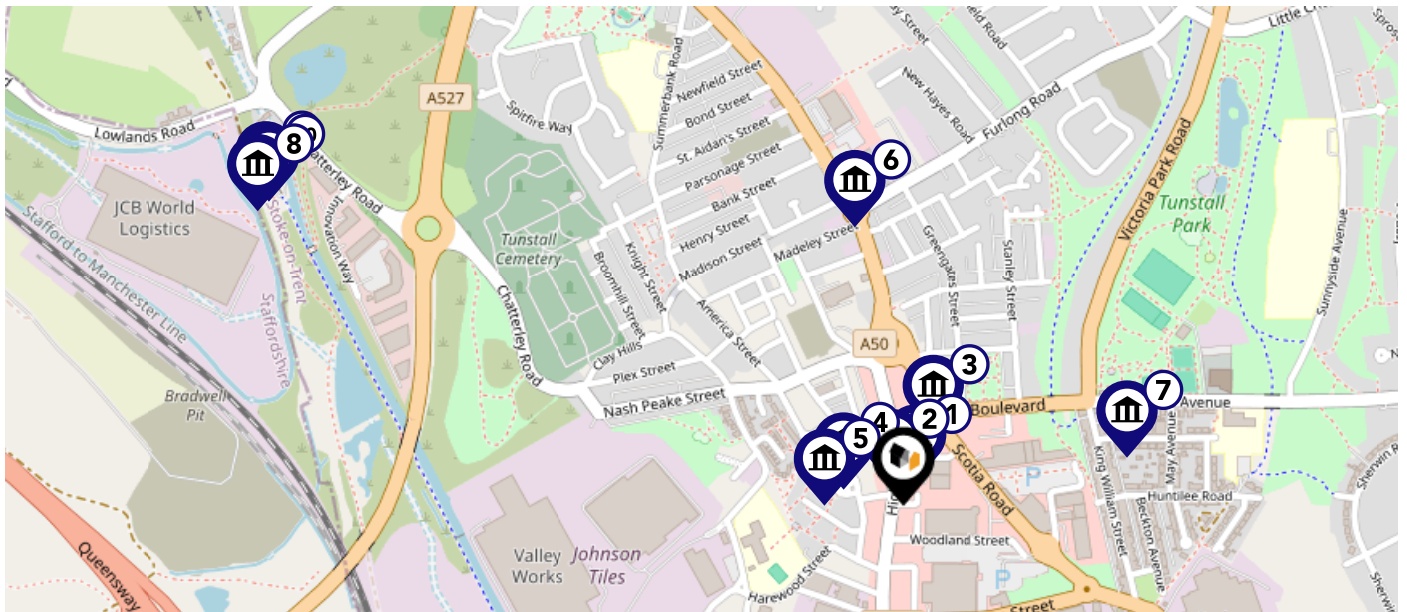 Little
Lowlands Road
A527
Spitfire Way
Summerbank Road
Newfield Street
Bond Street
St. Aidan's Street
Parsonage Street
Bank Street
Henry Street
Madison Street
Madeley Street
New Hayes Road
Furlong Road
Victoria Park Road
Tunstall
Park
Sunnyside Avenue
8
6
JCB World
Logistics
Innovation Way
Stoke-on-Trent
Staffordshire
Stafford to Manchester Line
Tunstall
Cemetery
Knight Street
Broomhill Street
America Street
Greengates Street
Stanley Street
Chatterley Road
Clay Hills
Plex Street
Nash Peake Street
A50
3
7
Boulevard
Avenue
Bradwell
Pit
4
2
1
5
Scotia Road
P
King William Street
May Avenue
Huntilee Road
Beckton Avenue
Woodland Street
P
Valley
Works
Johnson
Tiles
Harewood Street
Queensway
Street